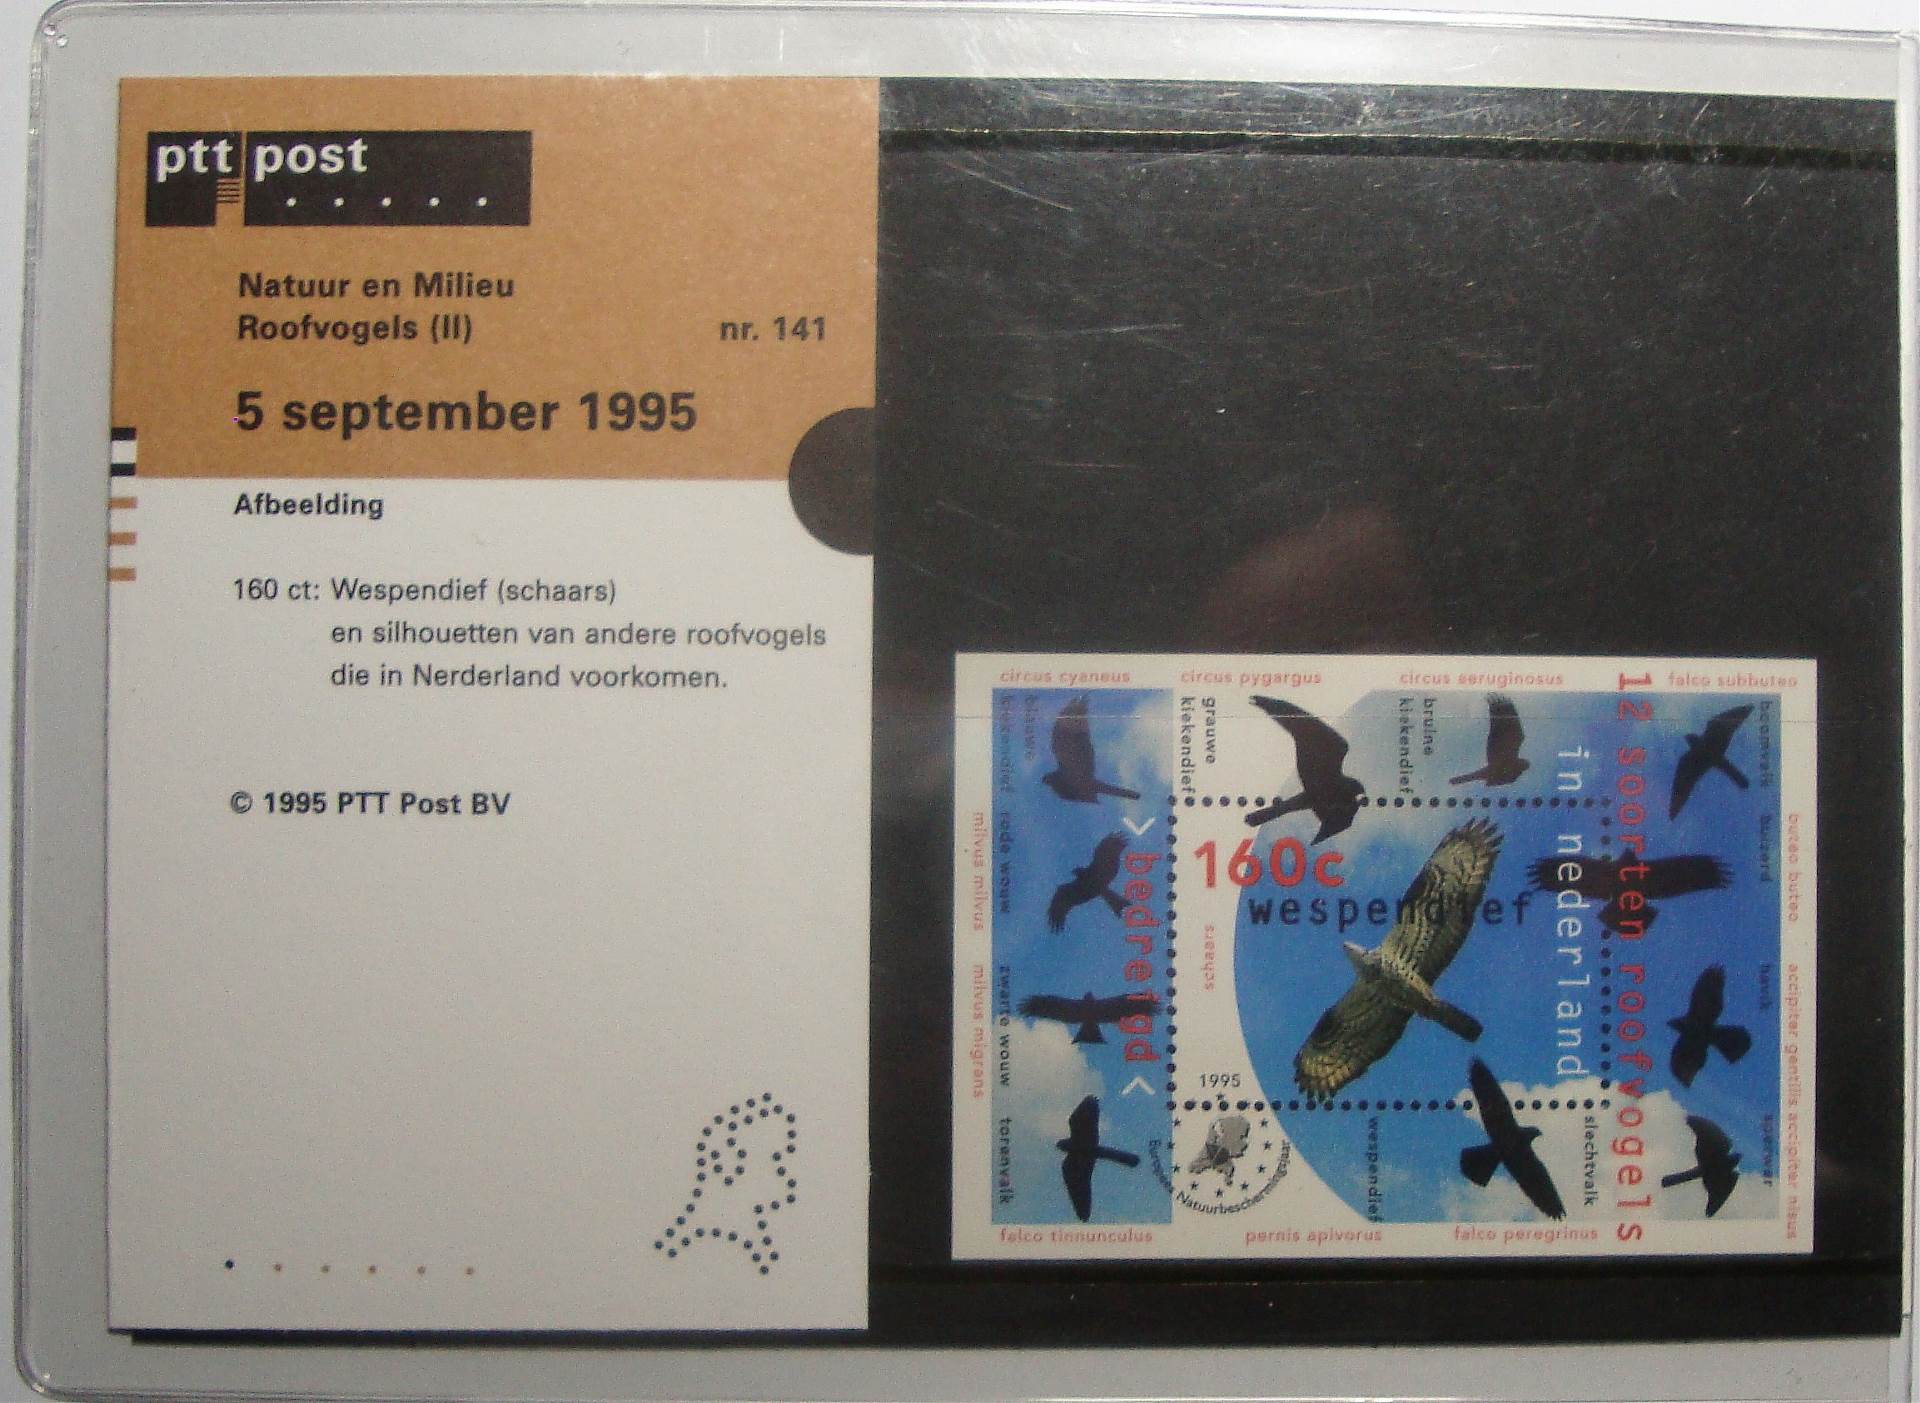 ptt post
Natuur en Milieu
Roofvogels (II) nr. 141
5 september 1995
Afbeelding
160 ct: Wespendief (schaars)
en silhouetten van andere roofvogels
die in Nerderland voorkomen.
© 1995 PTT Post BV
circus cyaneus
circus pygargus
circus aeruginosus
falco subbuteo
blauwe
kiekendief
grauwe
kiekendief
bruine
kiekendief
boomvalk
12 soorten roofvogels
in nederland
buizerd
buteo buteo
havik
accipiter gentilis
sperwer
accipiter nisus
rode wouw
milvus milvus
zwarte wouw
milvus migrans
torenvalk
> bedreigd <
160c
wespendief
schaars
1995
Europees Natuurbeschermingsjaar
wespendief
slechtvalk
falco tinnunculus
pernis apivorus
falco peregrinus